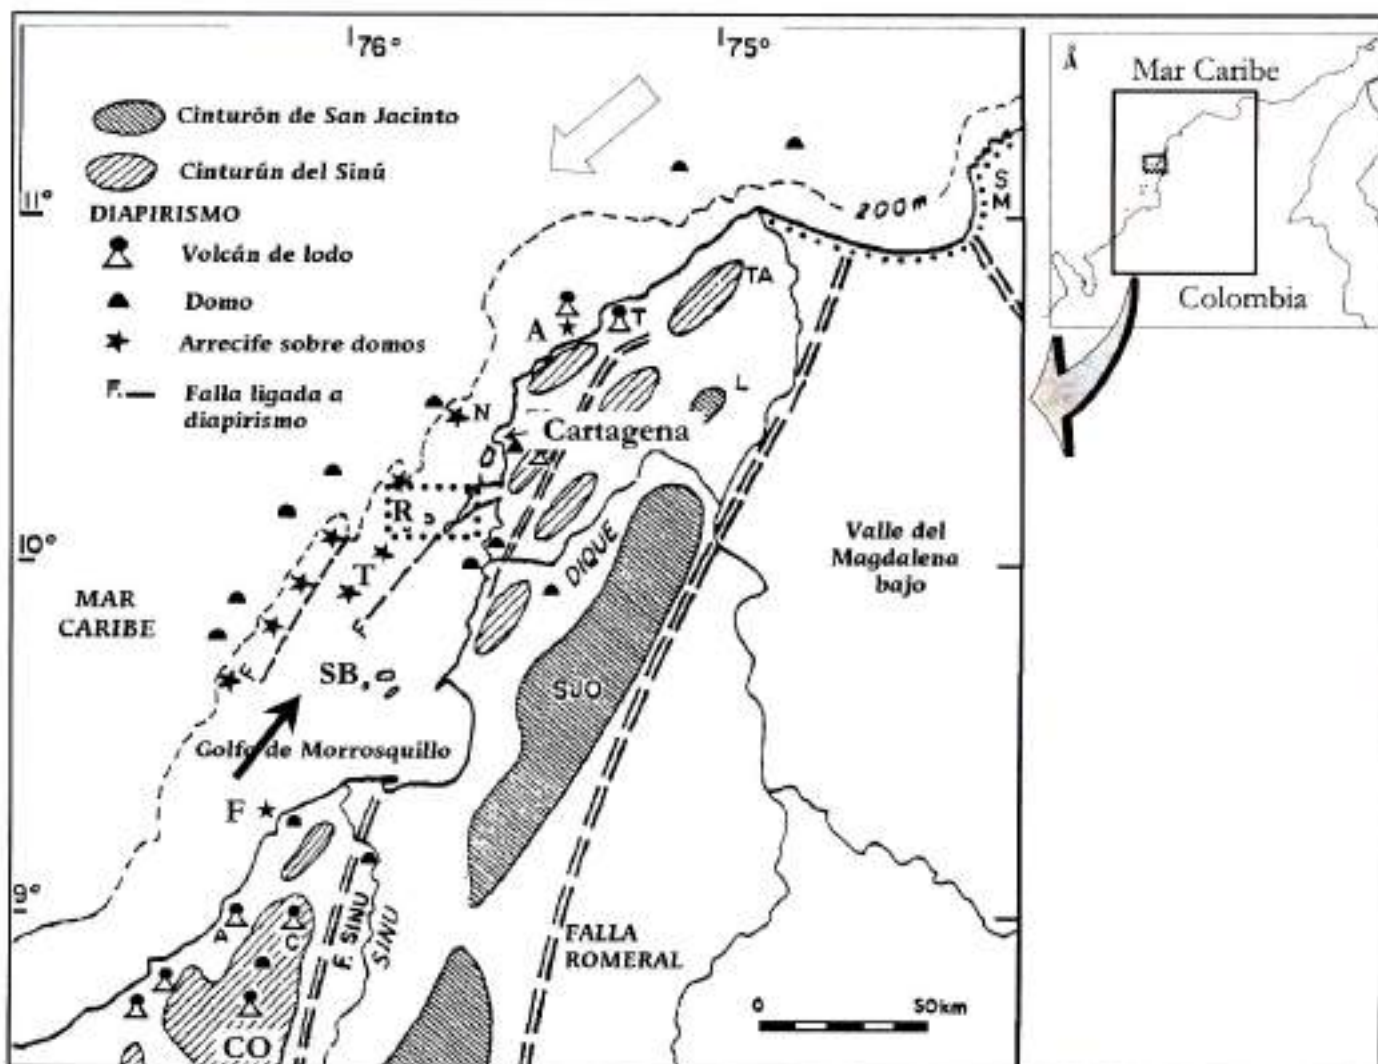 76°
75°
Å
Mar Caribe
Colombia
Cinturón de San Jacinto
Cinturún del Sinú
DIAPIRISMO
Volcán de lodo
Domo
Arrecife sobre domos
F.
Falla ligada a
diapirismo
11°
200m
S
M
TA
A
T
L
N
Cartagena
R
10°
DIQUE
Valle del
Magdalena
bajo
T
MAR
CARIBE
F
F
SB
SJO
Golfo de Morrosquillo
F
9°
A
C
F. SINU
SINU
FALLA
ROMERAL
0
50km
CO